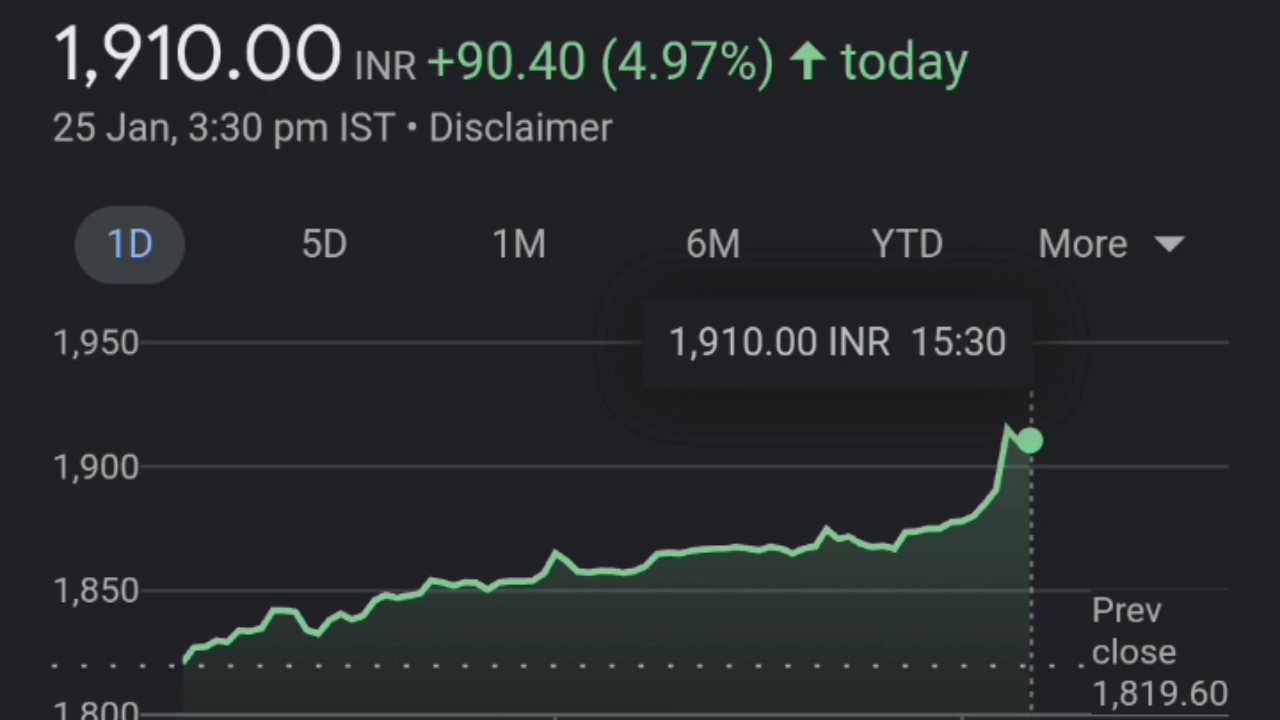 1,910.00 INR +90.40 (4.97%) ↑ today
25 Jan, 3:30 pm IST • Disclaimer
1D 5D 1M 6M YTD More
1,950
1,910.00 INR 15:30
1,900
1,850
Prev
close
1,819.60
1,800